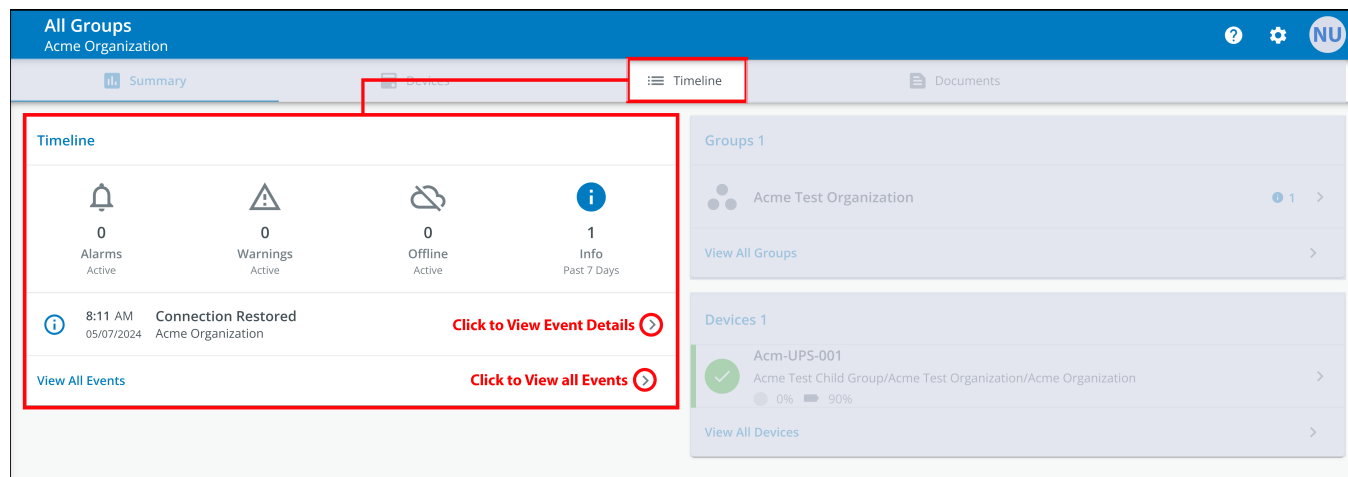 All Groups
Acme Organization
NU
Summary
Devices
Timeline
Documents
Timeline
0
Alarms
Active
0
Warnings
Active
0
Offline
Active
1
Info
Past 7 Days
8:11 AM Connection Restored
05/07/2024 Acme Organization
Click to View Event Details
View All Events
Click to View all Events
Groups 1
Acme Test Organization
1
View All Groups
Devices 1
Acm-UPS-001
Acme Test Child Group/Acme Test Organization/Acme Organization
0% 90%
View All Devices